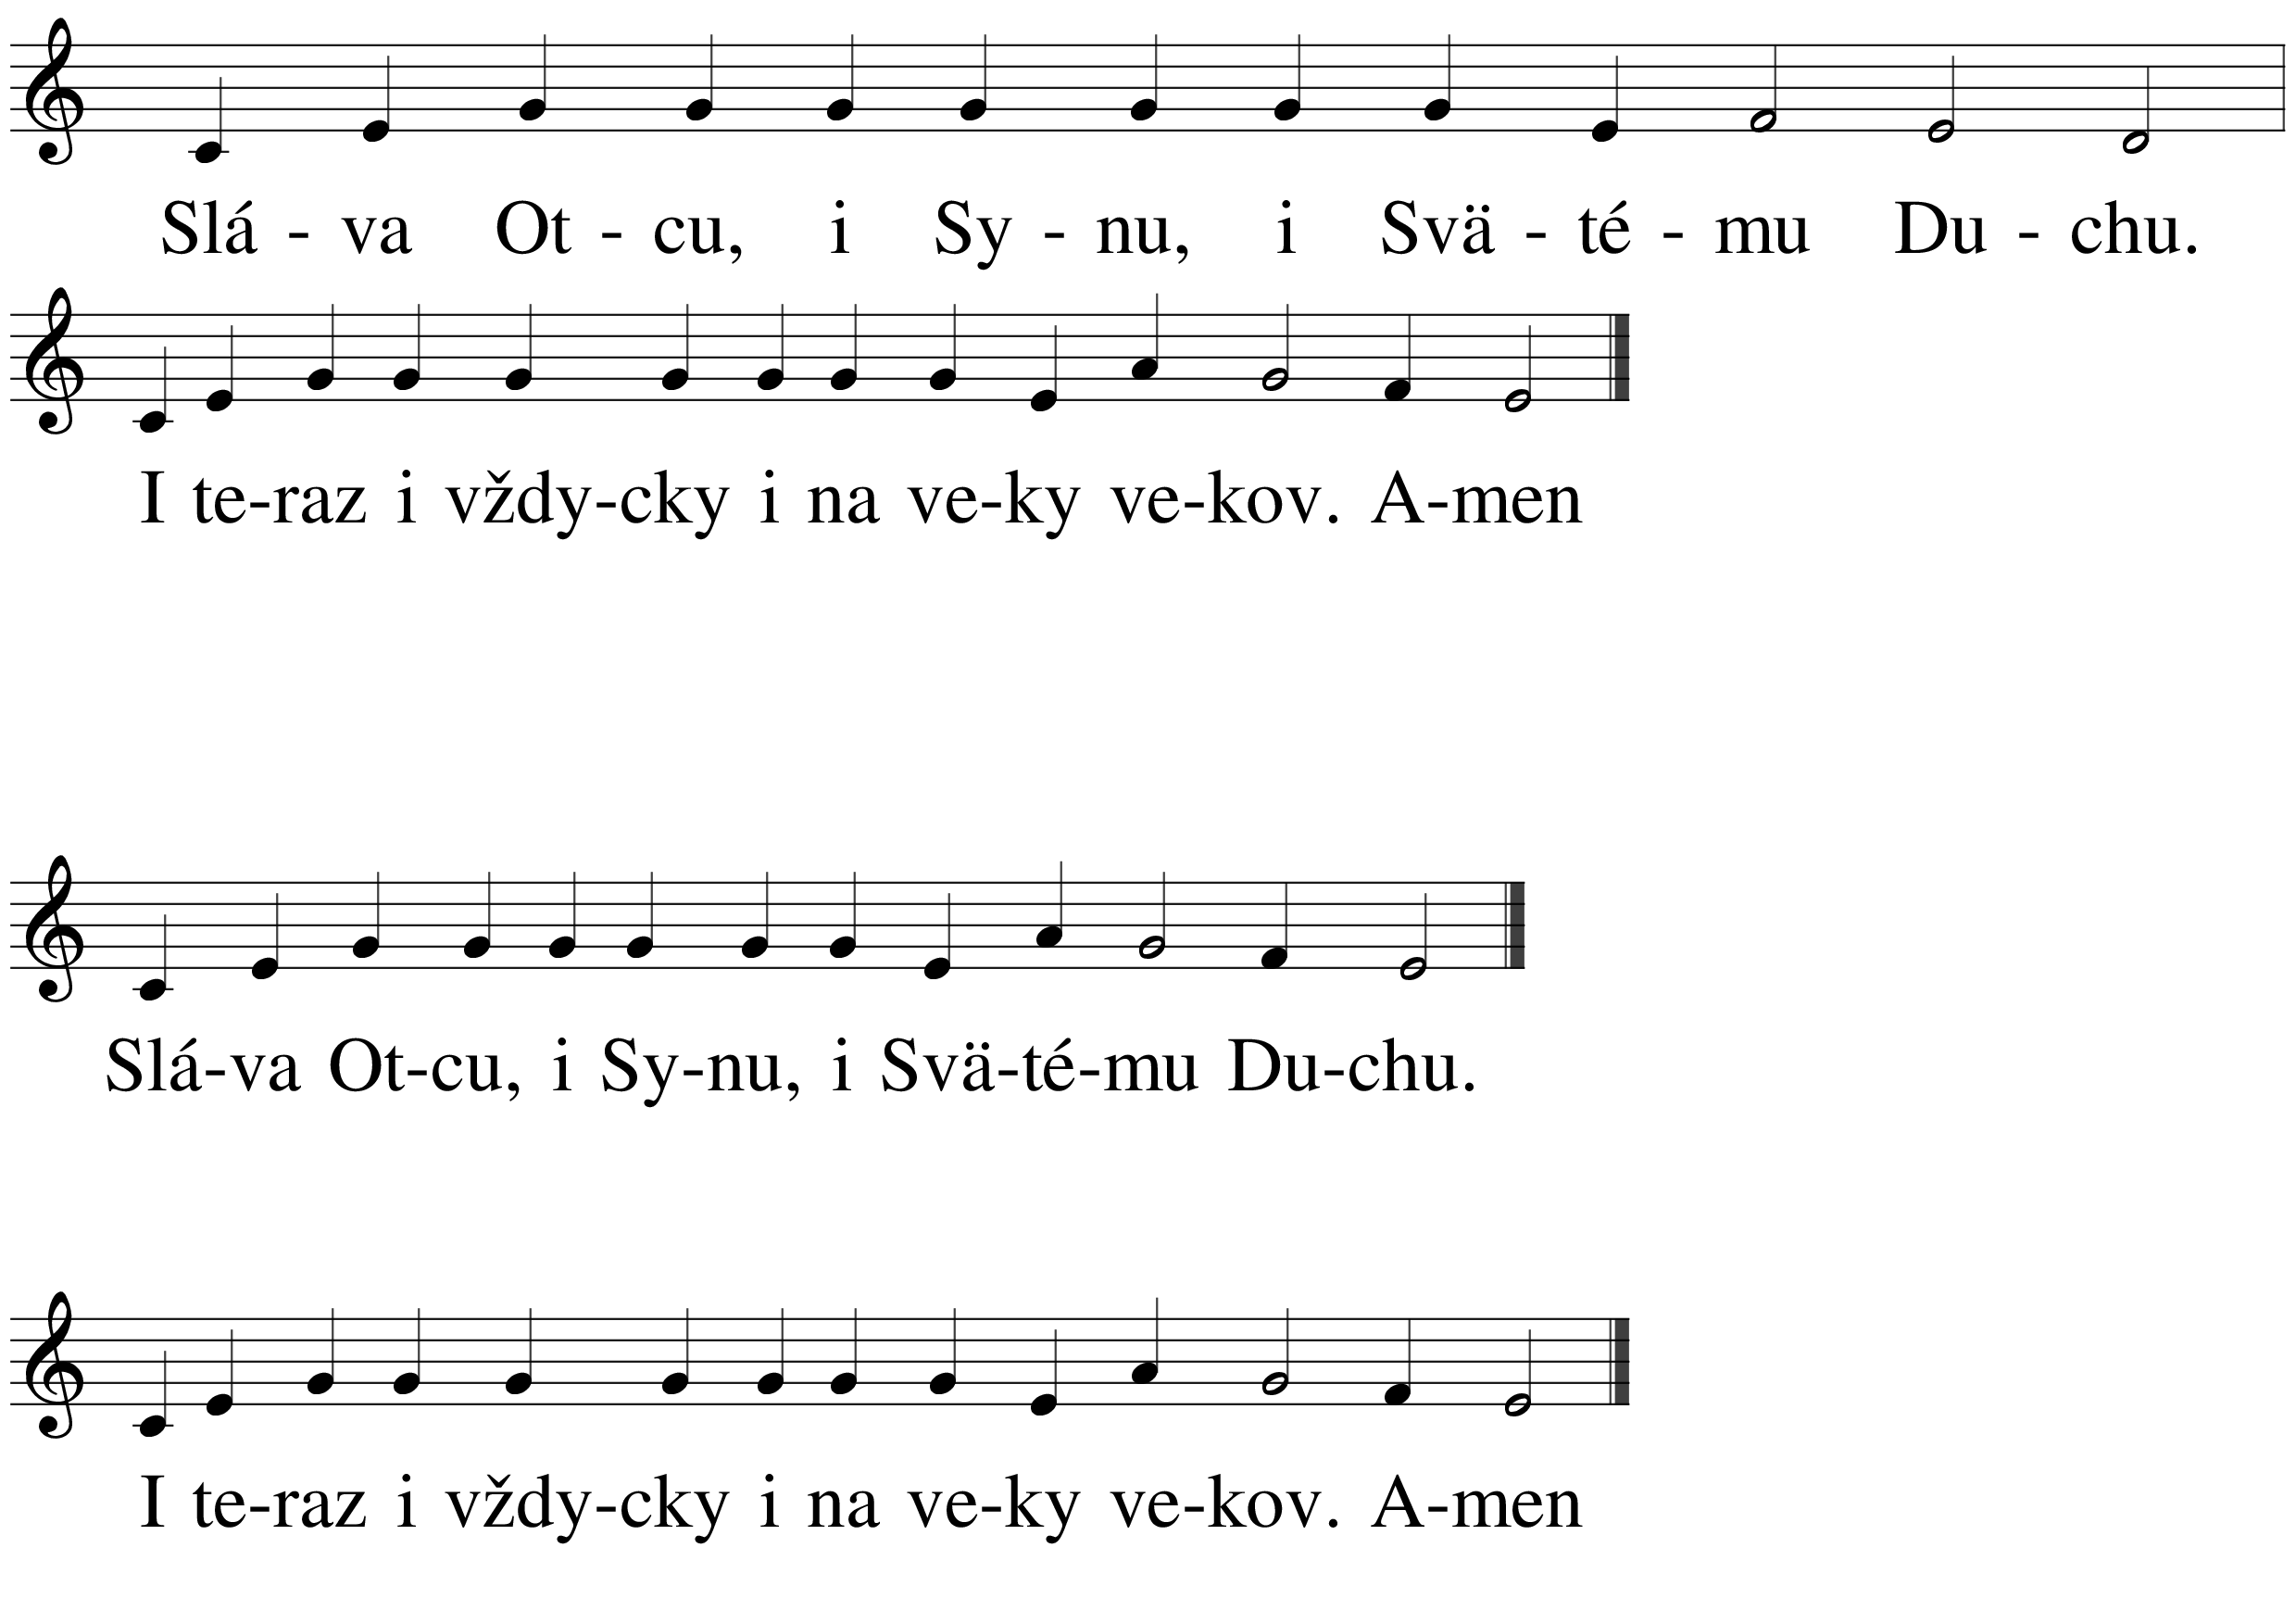 Slá - va Ot - cu, i Sy - nu, i Svä - té - mu Du - chu.
I te-raz i vždy-cky i na ve-ky ve-kov. A-men
Slá-va Ot-cu, i Sy-nu, i Svä-té-mu Du-chu.
I te-raz i vždy-cky i na ve-ky ve-kov. A-men